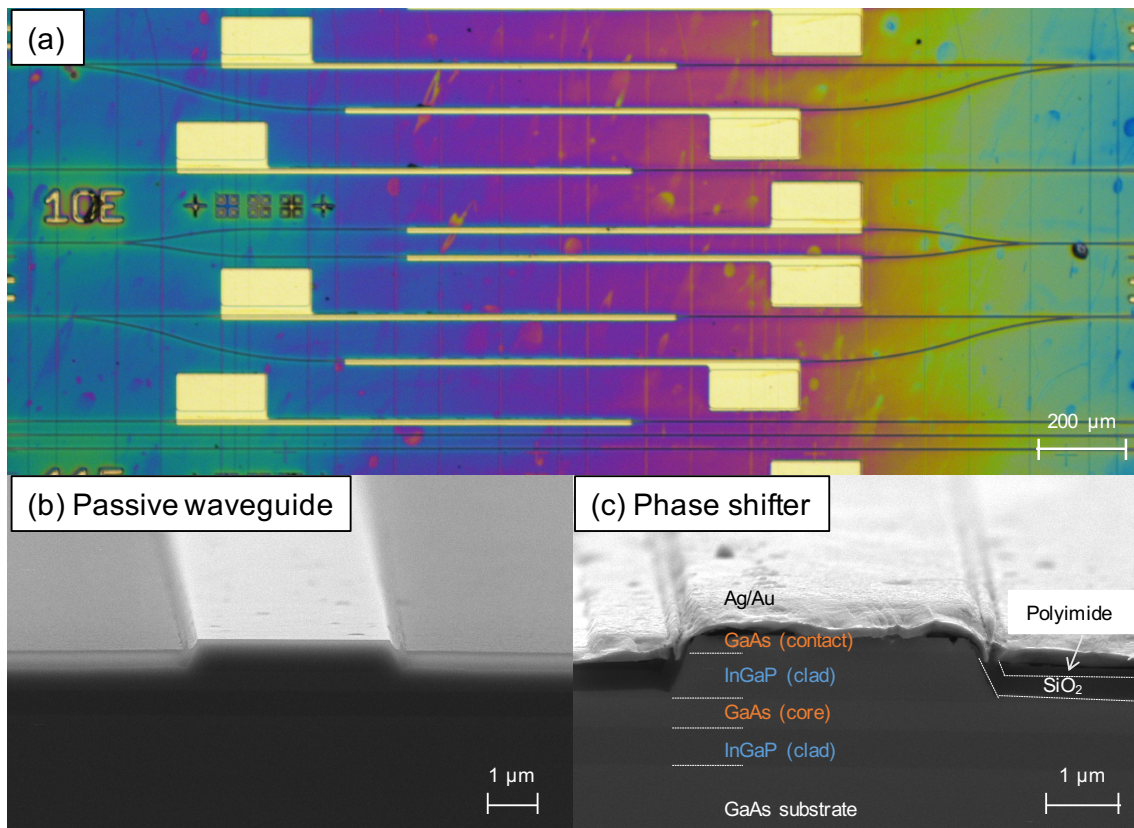 (a)
10E
200 µm
(b) Passive waveguide
(c) Phase shifter
Ag/Au
Polyimide
GaAs (contact)
InGaP (clad)
SiO₂
GaAs (core)
InGaP (clad)
1 µm
1 µm
GaAs substrate